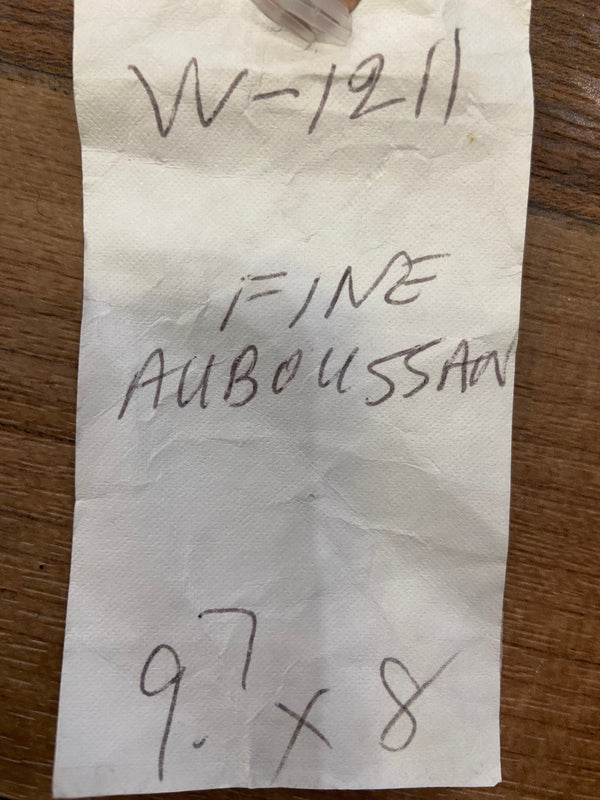 W-1211
FINE
AUBOUSSAN
9.7 x 8